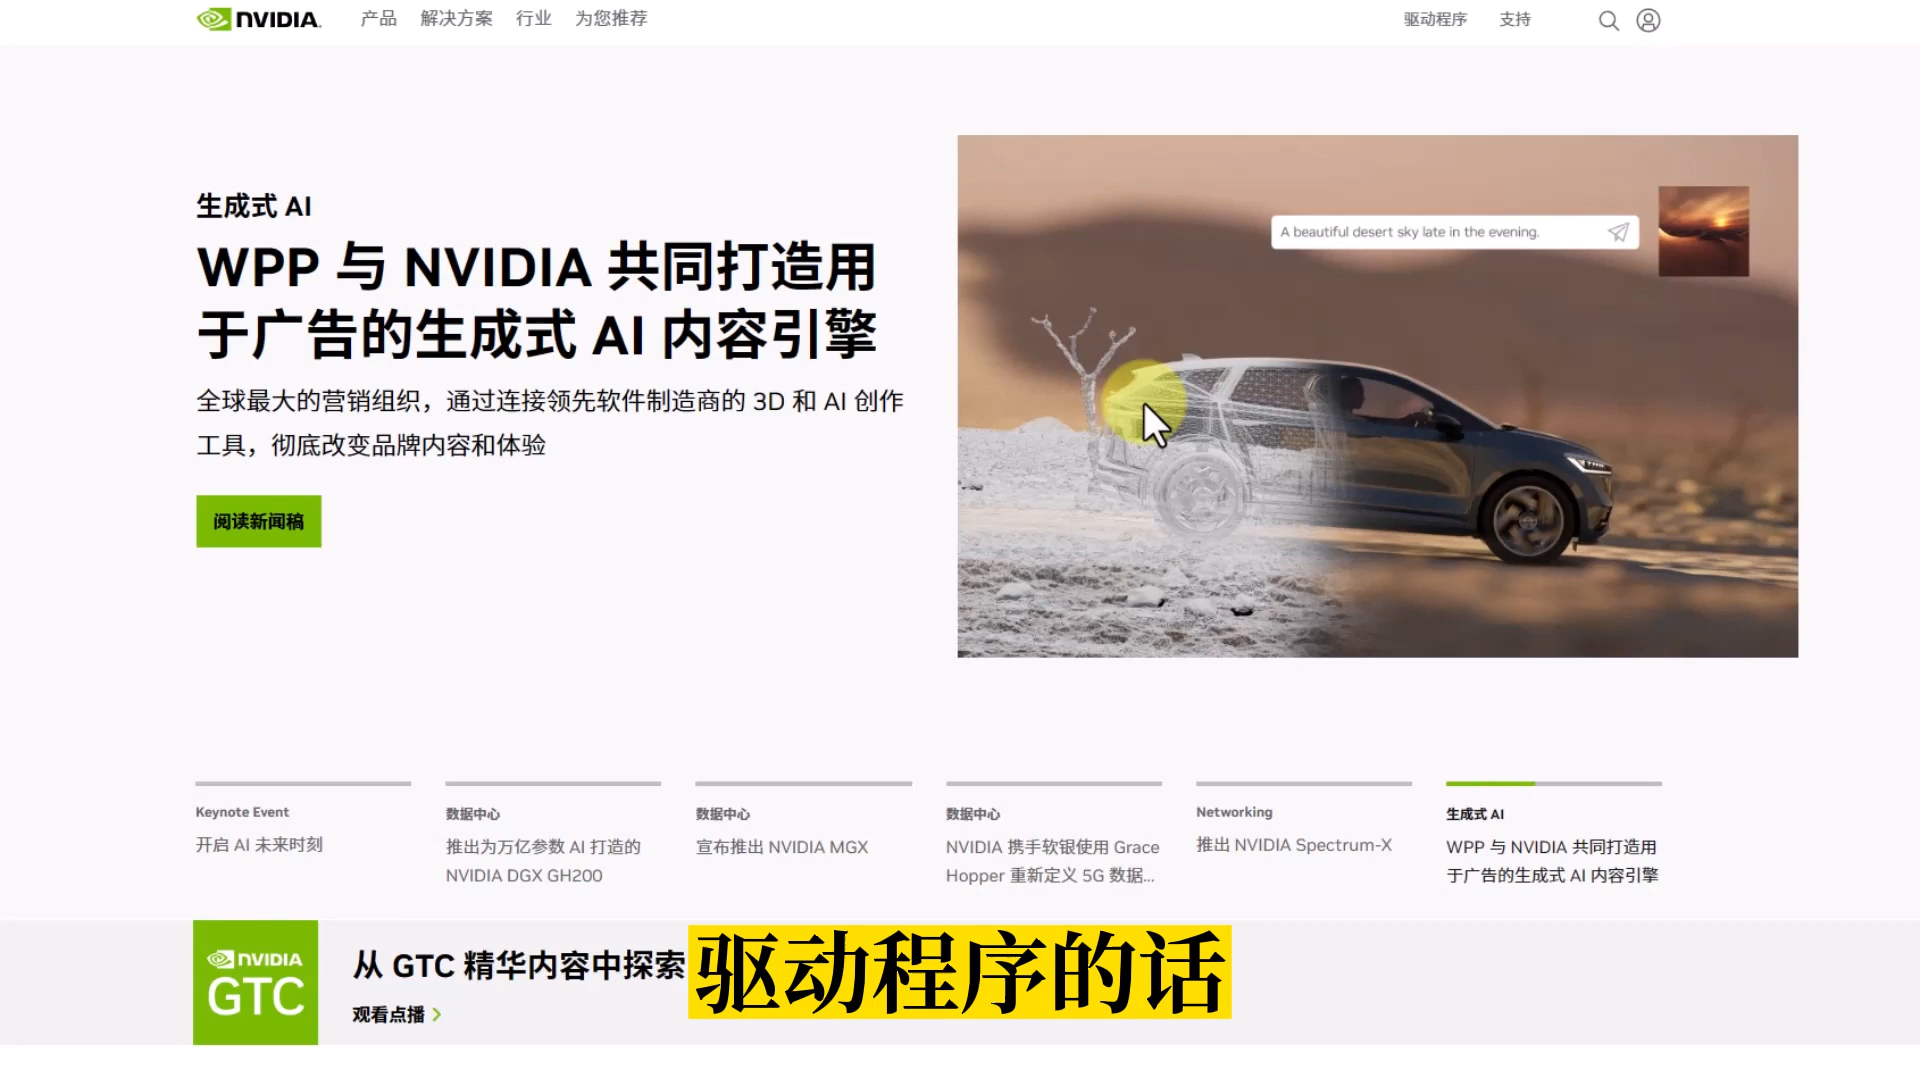 NVIDIA.
产品
解决方案
行业
为您推荐
驱动程序
支持
生成式 AI
WPP 与 NVIDIA 共同打造用
于广告的生成式 AI 内容引擎
全球最大的营销组织，通过连接领先软件制造商的 3D 和 AI 创作
工具，彻底改变品牌内容和体验
阅读新闻稿
A beautiful desert sky late in the evening.
Keynote Event
开启 AI 未来时刻
数据中心
推出为万亿参数 AI 打造的
NVIDIA DGX GH200
数据中心
宣布推出 NVIDIA MGX
数据中心
NVIDIA 携手软银使用 Grace
Hopper 重新定义 5G 数据...
Networking
推出 NVIDIA Spectrum-X
生成式 AI
WPP 与 NVIDIA 共同打造用
于广告的生成式 AI 内容引擎
NVIDIA
GTC
从 GTC 精华内容中探索
观看点播
驱动程序的话